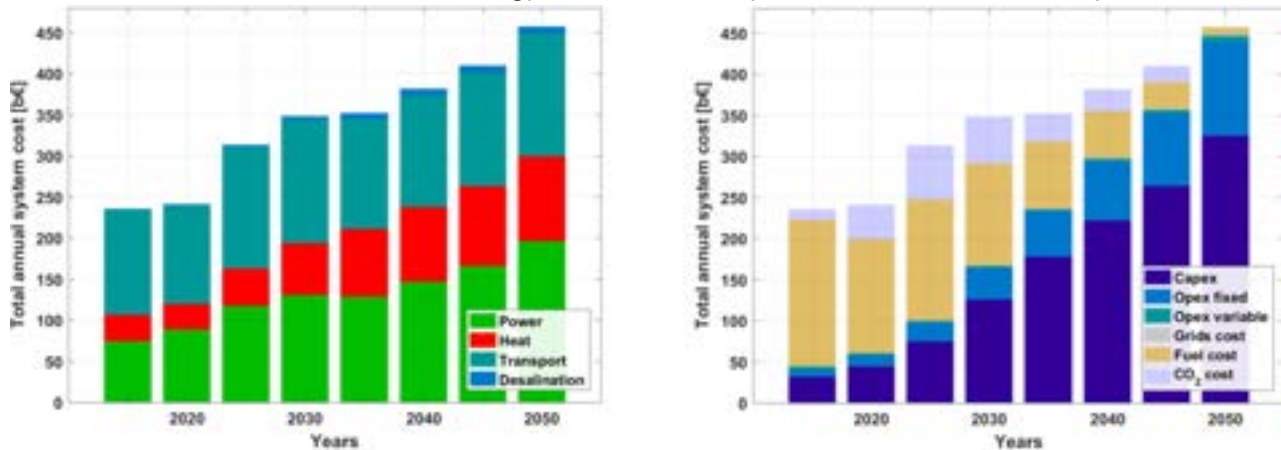 450
400
350
300
250
200
150
100
50
0
Total annual system cost [b€]
2020 2030 2040 2050
Years
Power
Heat
Transport
Desalination
450
400
350
300
250
200
150
100
50
0
Total annual system cost [b€]
2020 2030 2040 2050
Years
Capex
Opex fixed
Opex variable
Grids cost
Fuel cost
CO2 cost